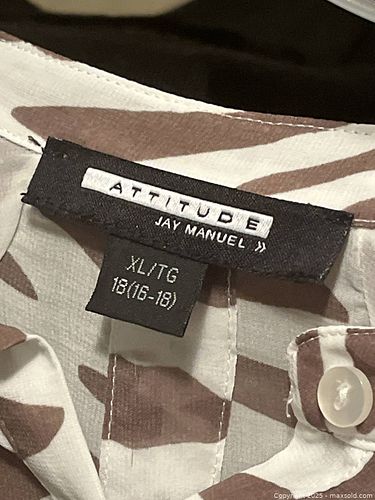 ATTITUDE
JAY MANUEL »
XL/TG
18(16-18)
Copyright 2025 - maxsold.com